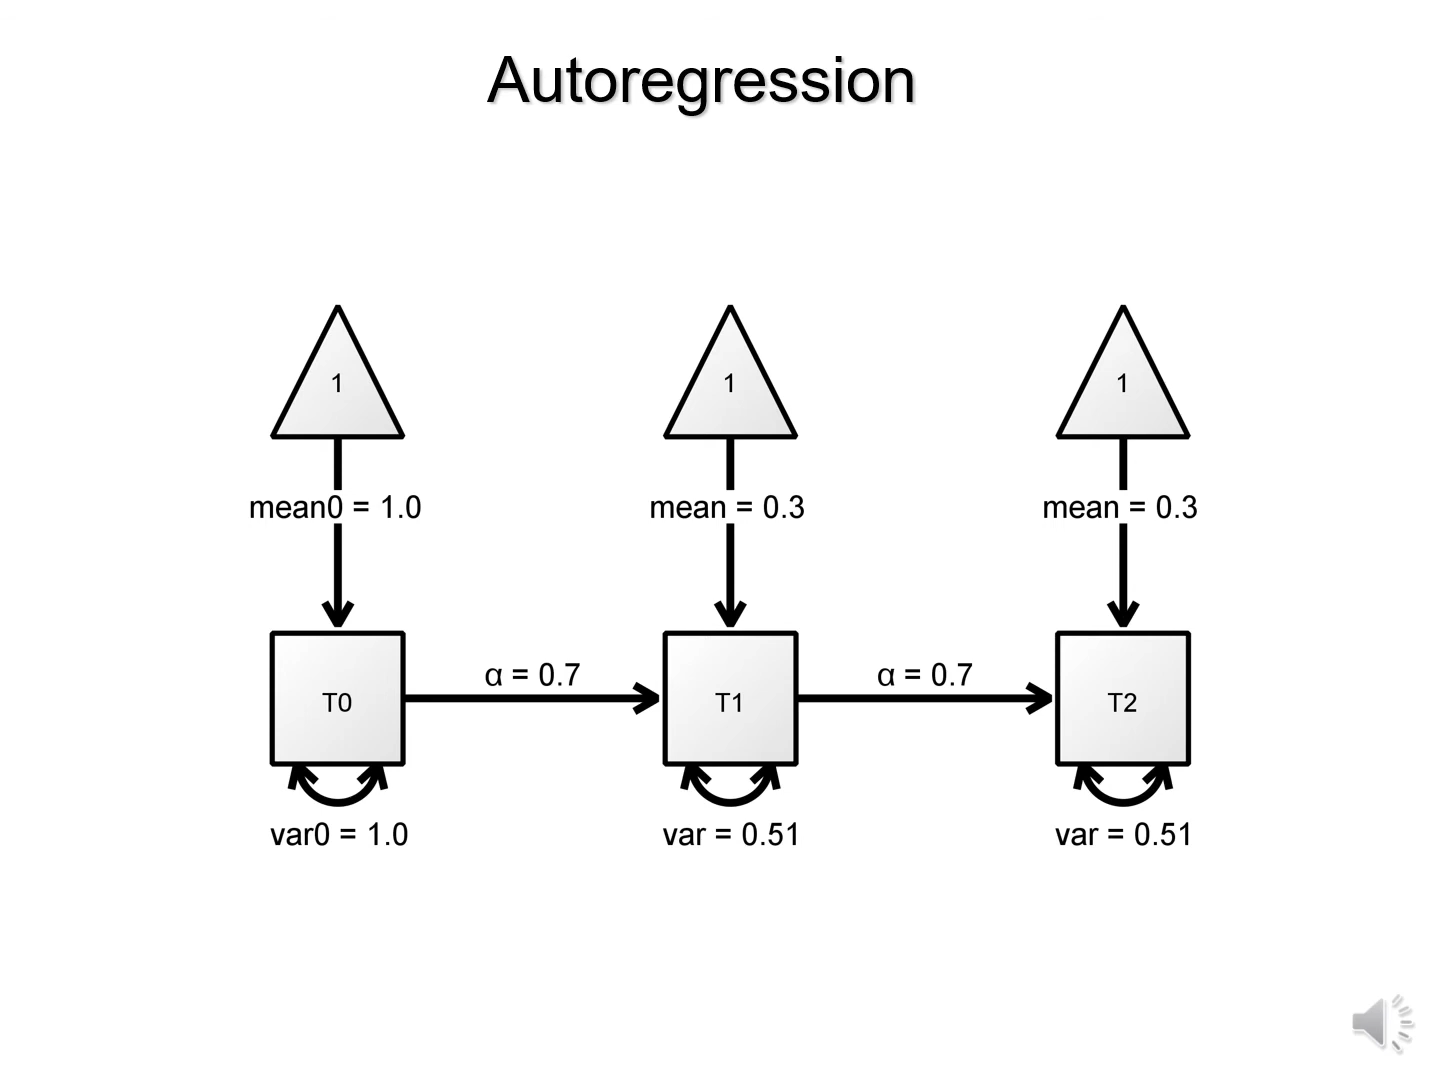 Autoregression
1 1 1
mean0 = 1.0 mean = 0.3 mean = 0.3
α = 0.7 α = 0.7
T0 T1 T2
var0 = 1.0 var = 0.51 var = 0.51